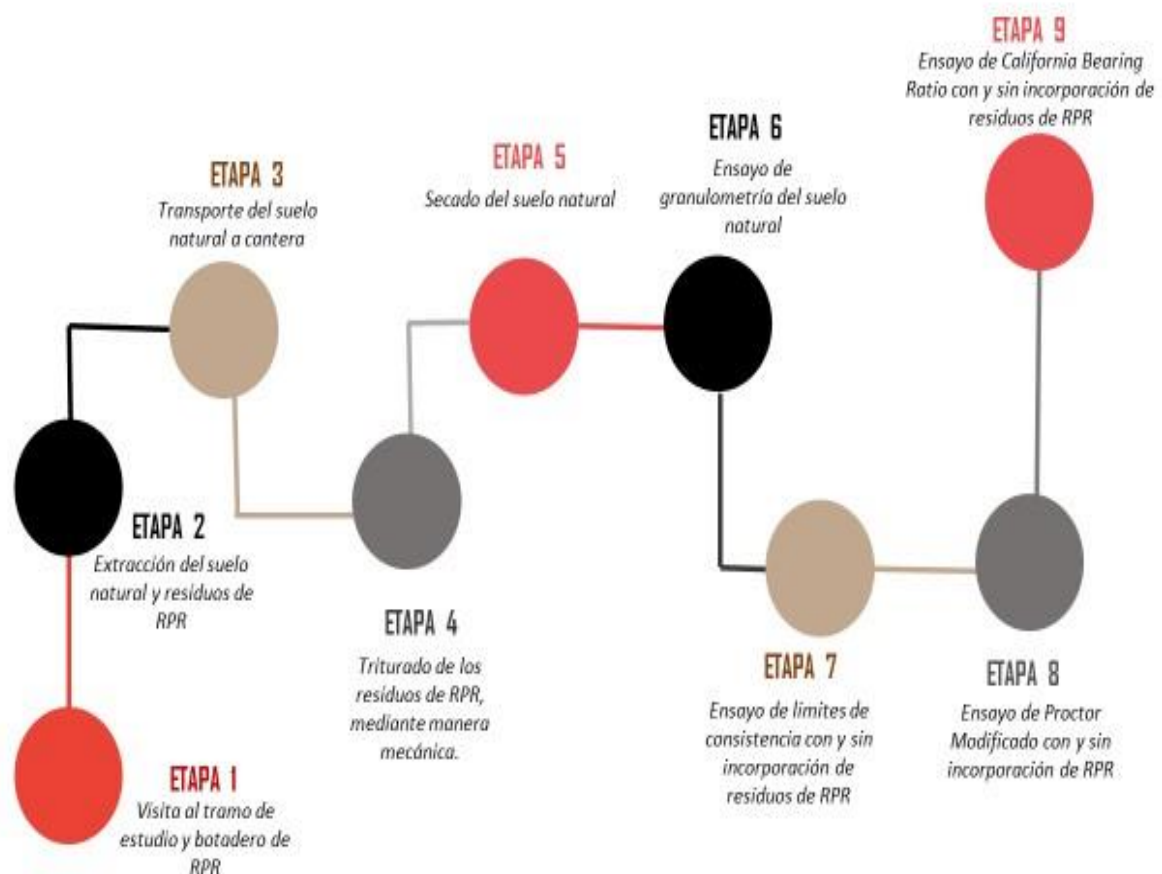 ETAPA 1
Visita al tramo de
estudio y botadero de
RPR
ETAPA 2
Extracción del suelo
natural y residuos de
RPR
ETAPA 3
Transporte del suelo
natural a cantera
ETAPA 4
Triturado de los
residuos de RPR,
mediante manera
mecánica.
ETAPA 5
Secado del suelo natural
ETAPA 6
Ensayo de
granulometría del suelo
natural
ETAPA 7
Ensayo de limites de
consistencia con y sin
incorporación de
residuos de RPR
ETAPA 8
Ensayo de Proctor
Modificado con y sin
incorporación de RPR
ETAPA 9
Ensayo de California Bearing
Ratio con y sin incorporación de
residuos de RPR